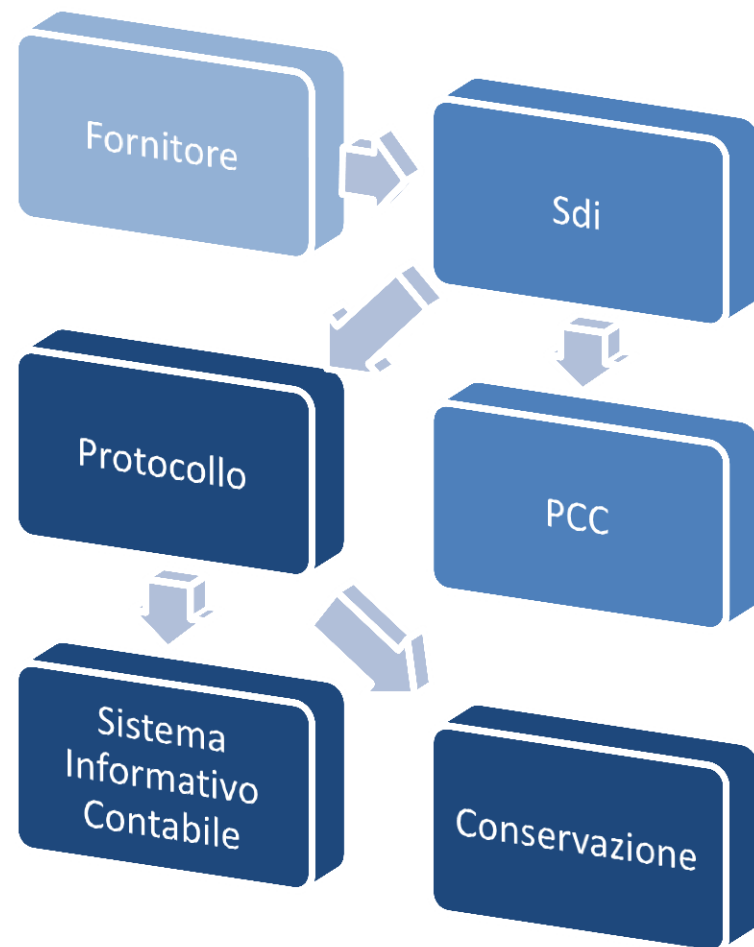 Fornitore
Sdi
Protocollo
PCC
Sistema
Informativo
Contabile
Conservazione